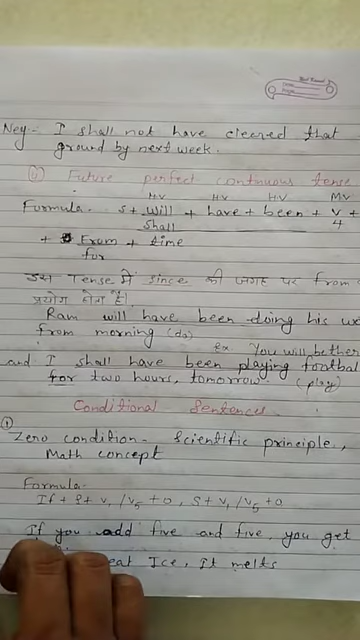 Neg- I shall not have cleared that
ground by next week.
Future perfect continuous tense
HV HV HV MV
Formula- S + will + have + been + V +
shall 4
+ From + time
for
इस Tense में since की जगह पर from
प्रयोग होता है।
Ram will have been doing his
from morning (do)
Ex You will be there
and I shall have been playing football
for two hours, tomorrow. (play)
Conditional Sentences
① Zero condition- Scientific principle,
Math concept
Formula-
If + S + V₁/V₅ + O, S + V₁/V₅ + O
If you add five and five, you get
eat Ice, It melts